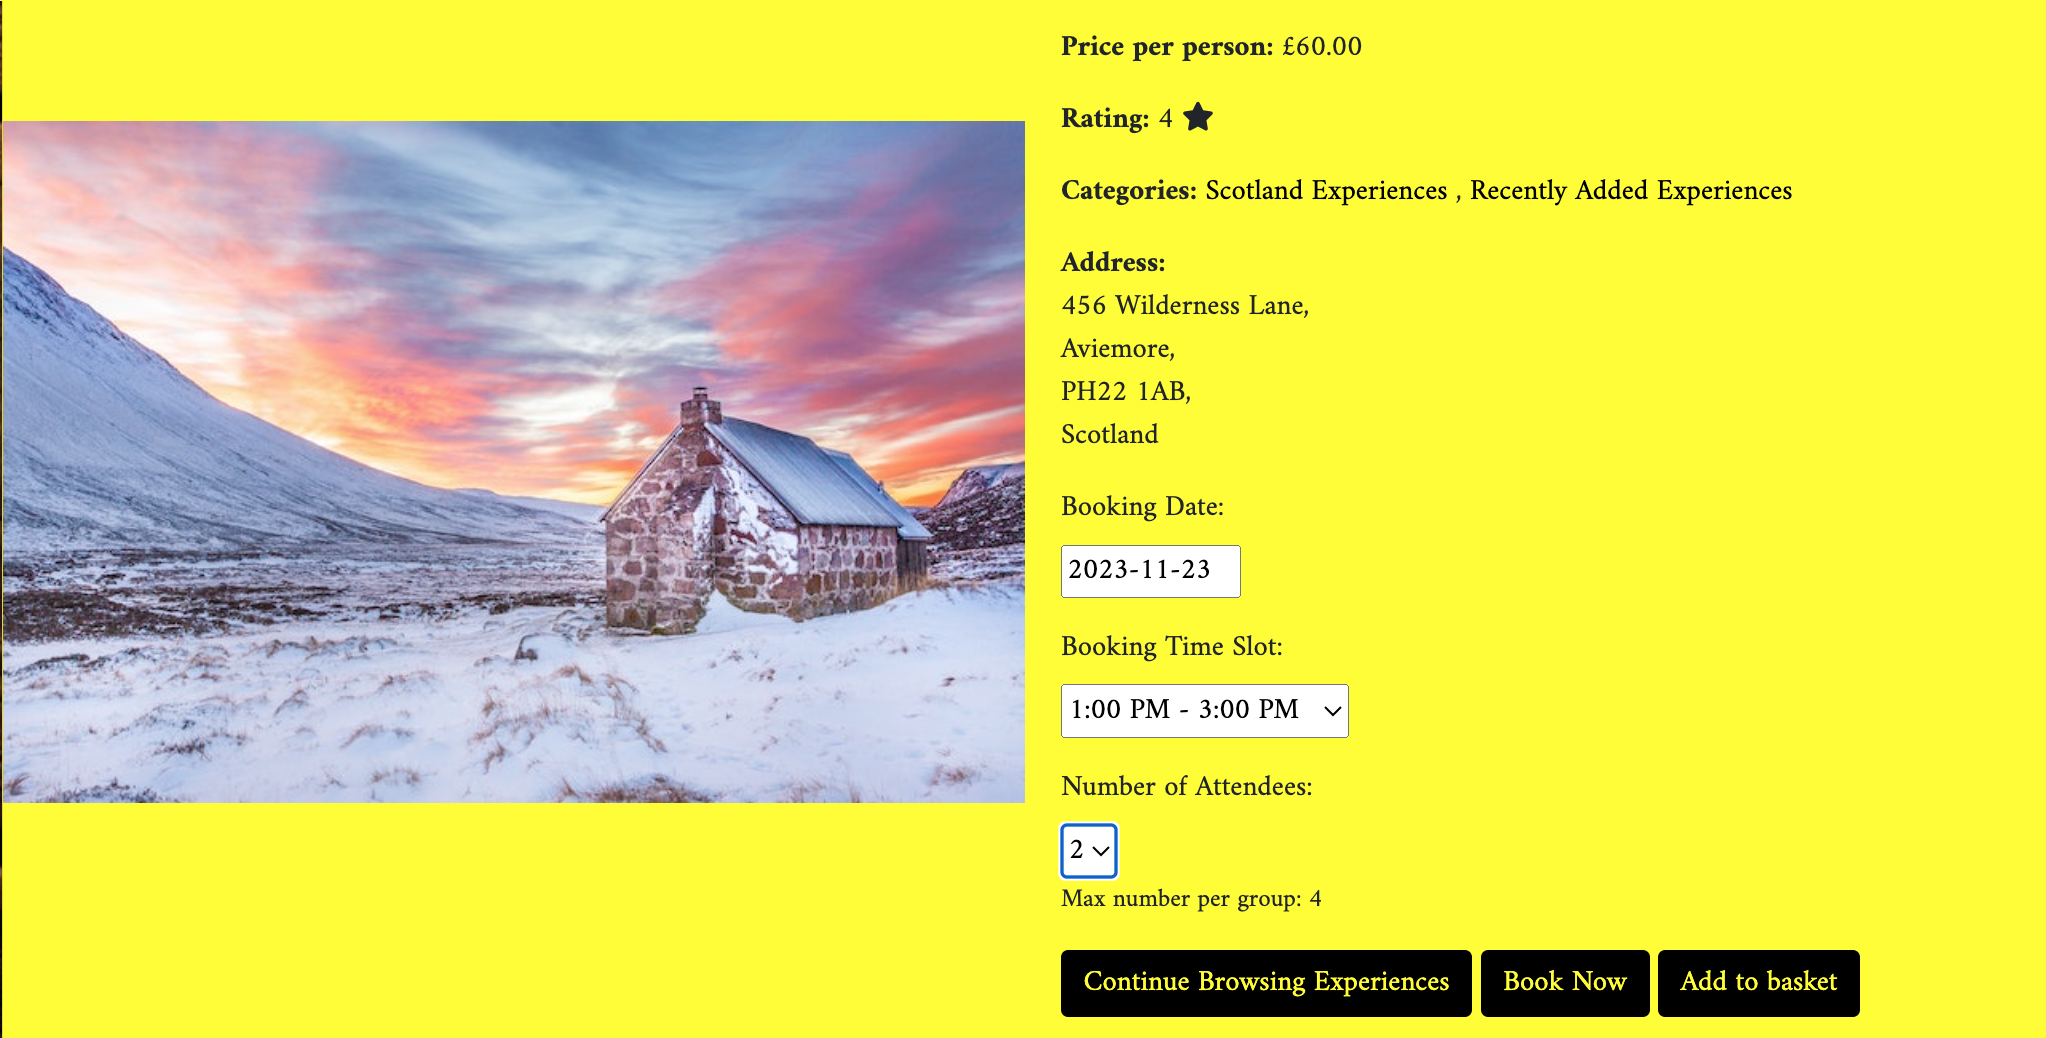 Price per person: £60.00
Rating: 4
Categories: Scotland Experiences , Recently Added Experiences
Address:
456 Wilderness Lane,
Aviemore,
PH22 1AB,
Scotland
Booking Date:
2023-11-23
Booking Time Slot:
1:00 PM - 3:00 PM
Number of Attendees:
2
Max number per group: 4
Continue Browsing Experiences Book Now Add to basket